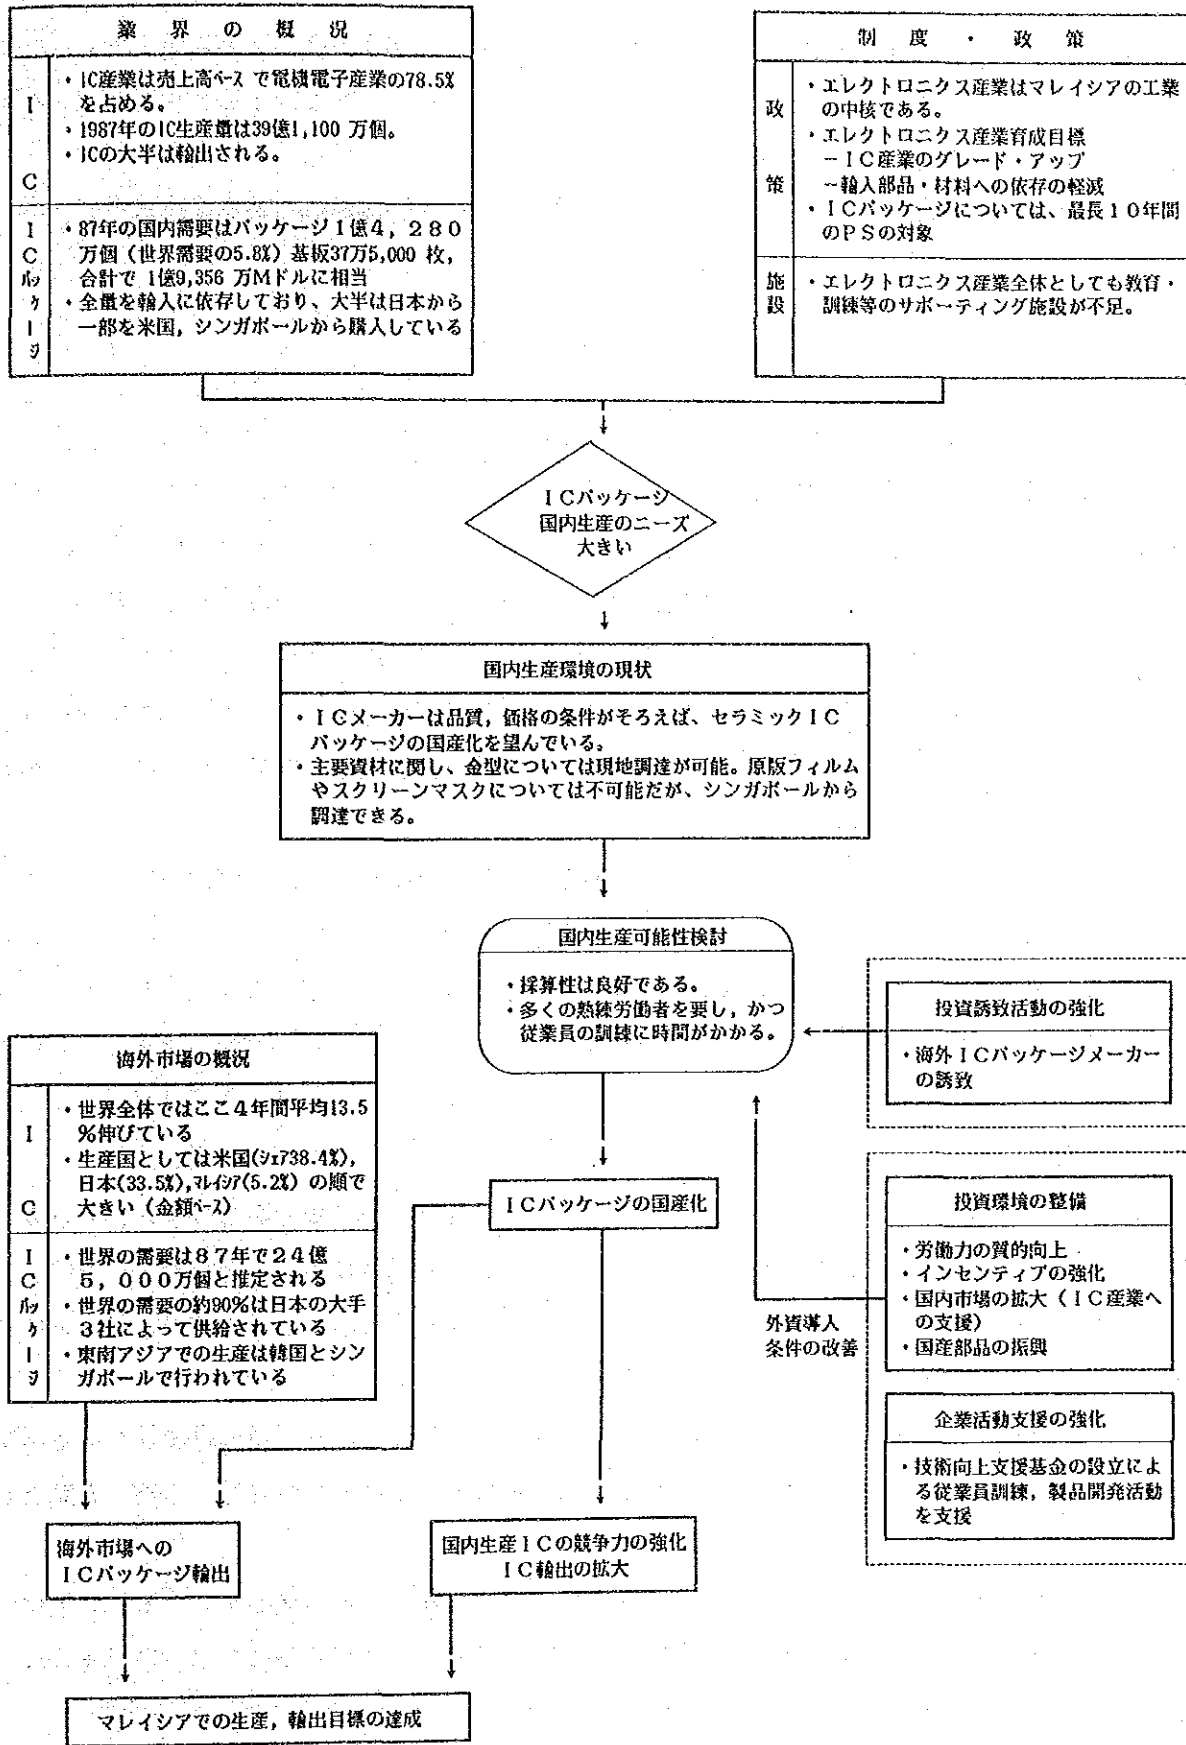 業界の概況
IC
・IC産業は売上高ベースで電機電子産業の78.5%
を占める。
・1987年のIC生産量は39億1,100万個。
・ICの大半は輸出される。
ICパッケージ
・87年の国内需要はパッケージ1億4,280
万個(世界需要の5.8%)基板37万5,000枚,
合計で1億9,356万Mドルに相当
・全量を輸入に依存しており、大半は日本から
一部を米国,シンガポールから購入している
制度・政策
政策
・エレクトロニクス産業はマレイシアの工業
の中核である。
・エレクトロニクス産業育成目標
-IC産業のグレード・アップ
-輸入部品・材料への依存の軽減
・ICパッケージについては、最長10年間
のPSの対象
施設
・エレクトロニクス産業全体としても教育・
訓練等のサポーティング施設が不足。
ICパッケージ
国内生産のニーズ
大きい
国内生産環境の現状
・ICメーカーは品質,価格の条件がそろえば、セラミックIC
パッケージの国産化を望んでいる。
・主要資材に関し、金型については現地調達が可能。原版フィルム
やスクリーンマスクについては不可能だが、シンガポールから
調達できる。
国内生産可能性検討
・採算性は良好である。
・多くの熟練労働者を要し,かつ
従業員の訓練に時間がかかる。
投資誘致活動の強化
・海外ICパッケージメーカー
の誘致
海外市場の概況
IC
・世界全体ではここ4年間平均13.5
%伸びている
・生産国としては米国(シェア38.4%),
日本(33.5%),マレイシア(5.2%)の順で
大きい(金額ベース)
ICパッケージ
・世界の需要は87年で24億
5,000万個と推定される
・世界の需要の約90%は日本の大手
3社によって供給されている
・東南アジアでの生産は韓国とシン
ガポールで行われている
ICパッケージの国産化
投資環境の整備
・労働力の質的向上
・インセンティブの強化
・国内市場の拡大(IC産業へ
の支援)
・国産部品の振興
外資導入
条件の改善
企業活動支援の強化
・技術向上支援基金の設立によ
る従業員訓練,製品開発活動
を支援
海外市場への
ICパッケージ輸出
国内生産ICの競争力の強化
IC輸出の拡大
マレイシアでの生産,輸出目標の達成